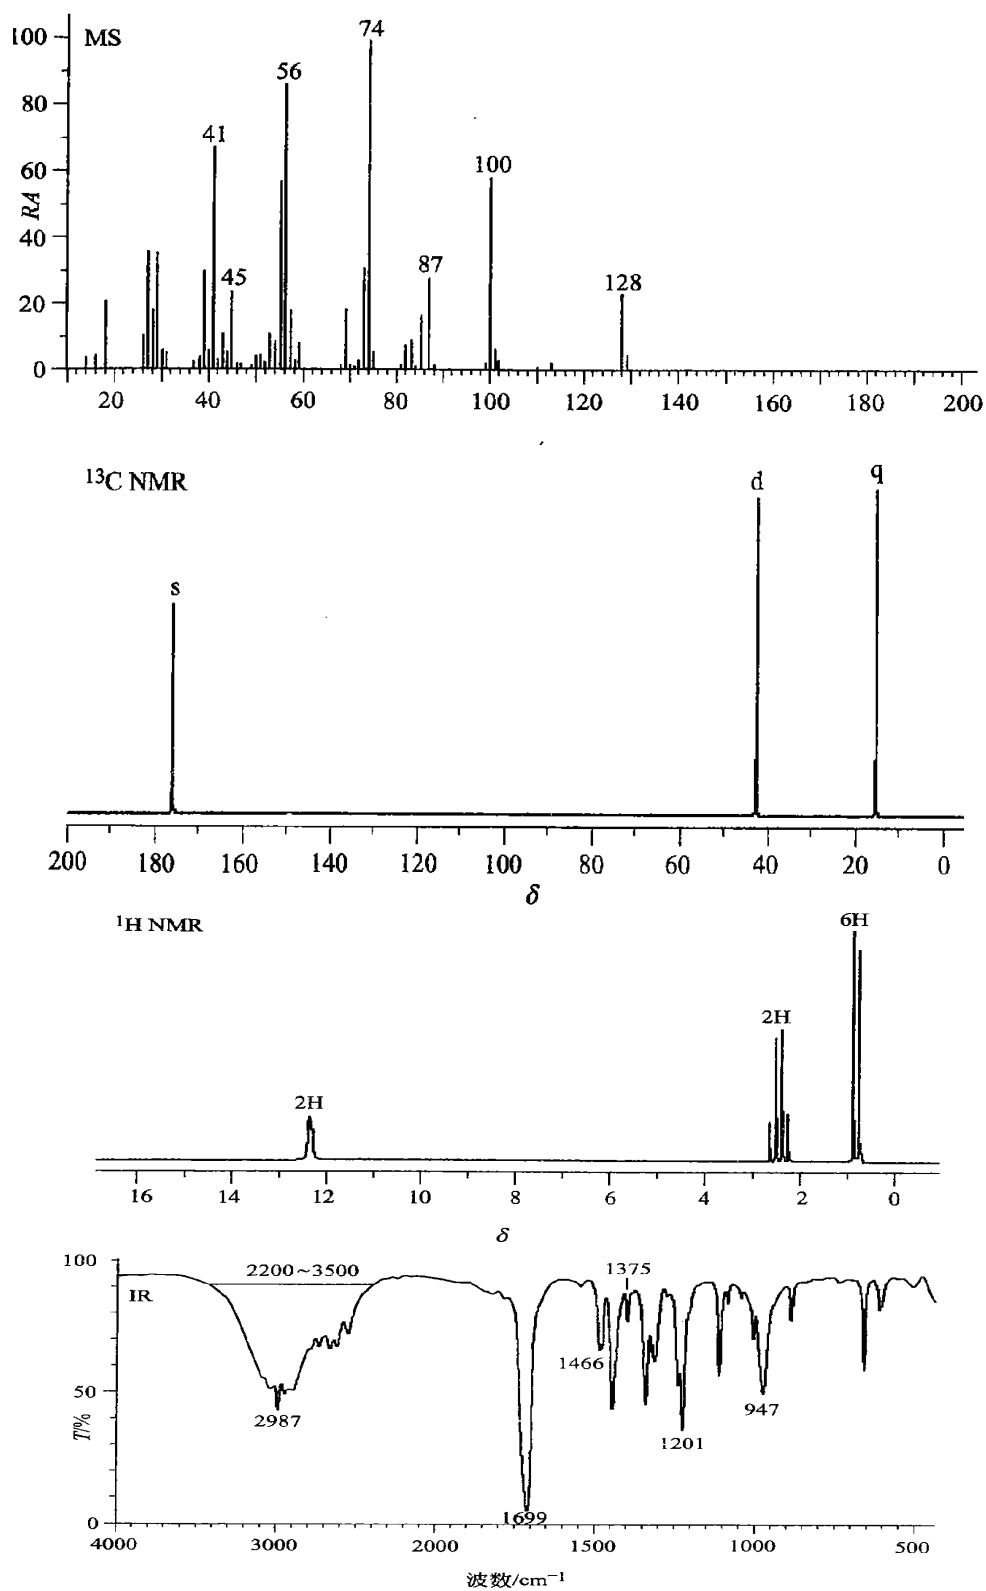 MS
100
80
60
40
20
0
RA
41
45
56
74
87
100
128
20 40 60 80 100 120 140 160 180 200
¹³C NMR
s
d
q
200 180 160 140 120 100 80 60 40 20 0
δ
¹H NMR
2H
2H
6H
16 14 12 10 8 6 4 2 0
δ
100
50
0
T/%
IR
2200~3500
2987
1699
1466
1375
1201
947
4000 3000 2000 1500 1000 500
波数/cm⁻¹